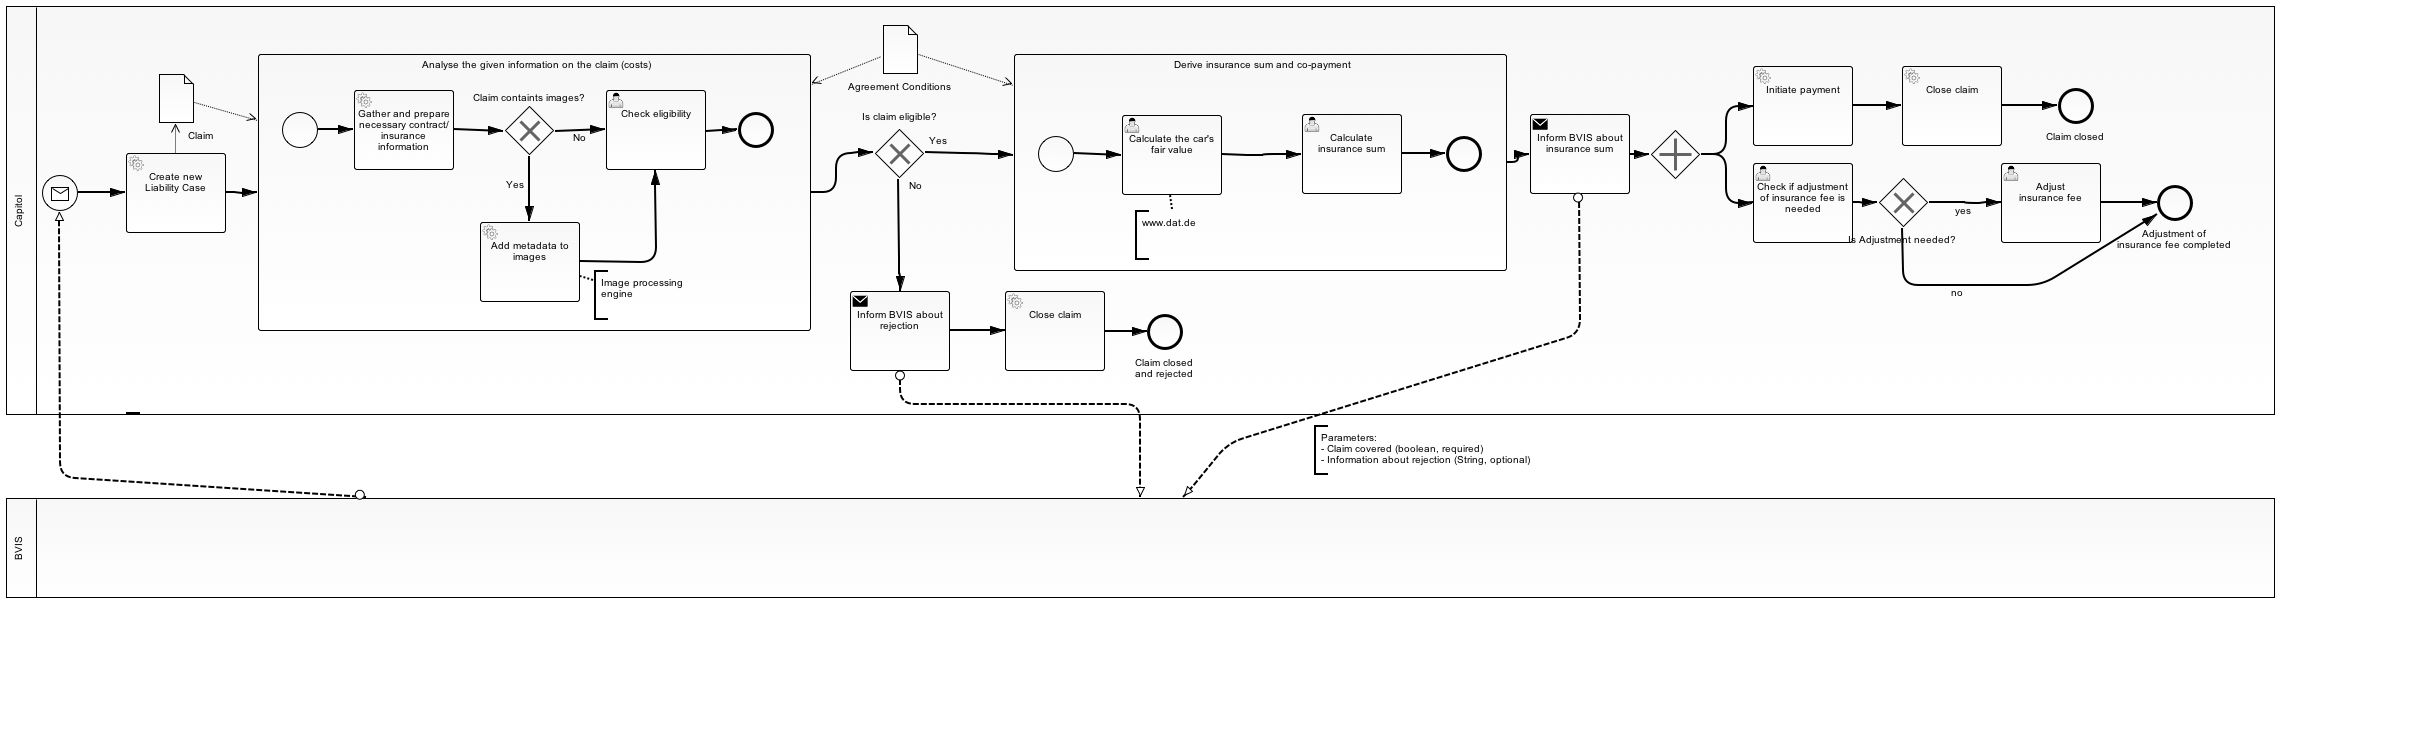 Capitol
Claim
Create new
Liability Case
Analyse the given information on the claim (costs)
Gather and prepare
necessary contract/
insurance
information
Claim containts images?
No
Yes
Check eligibility
Add metadata to
images
Image processing
engine
Agreement Conditions
Is claim eligible?
Yes
No
Inform BVIS about
rejection
Close claim
Claim closed
and rejected
Derive insurance sum and co-payment
Calculate the car's
fair value
www.dat.de
Calculate
insurance sum
Inform BVIS about
insurance sum
Initiate payment
Close claim
Claim closed
Check if adjustment
of insurance fee is
needed
Is Adjustment needed?
yes
no
Adjust
insurance fee
Adjustment of
insurance fee completed
Parameters:
- Claim covered (boolean, required)
- Information about rejection (String, optional)
BVIS